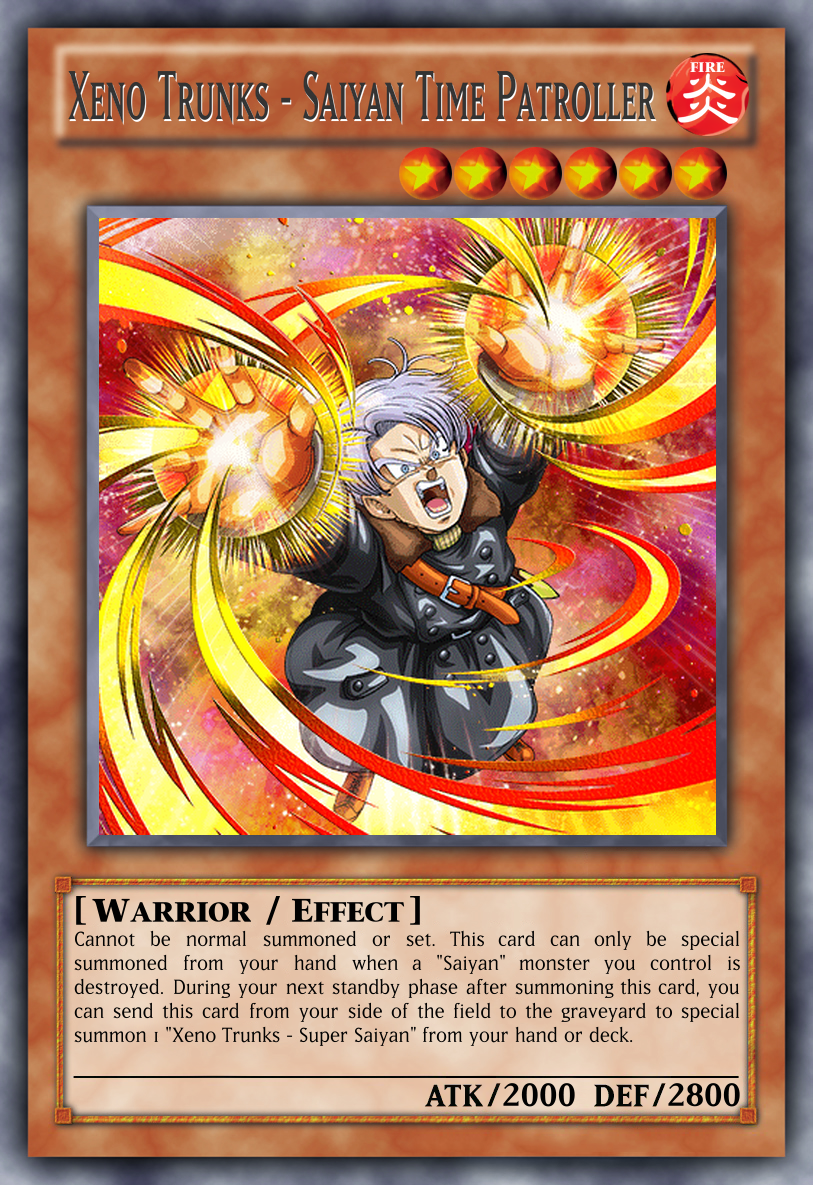 Xeno Trunks - Saiyan Time Patroller
FIRE
炎
[ Warrior / Effect ]
Cannot be normal summoned or set. This card can only be special
summoned from your hand when a "Saiyan" monster you control is
destroyed. During your next standby phase after summoning this card, you
can send this card from your side of the field to the graveyard to special
summon 1 "Xeno Trunks - Super Saiyan" from your hand or deck.
ATK/2000 DEF/2800